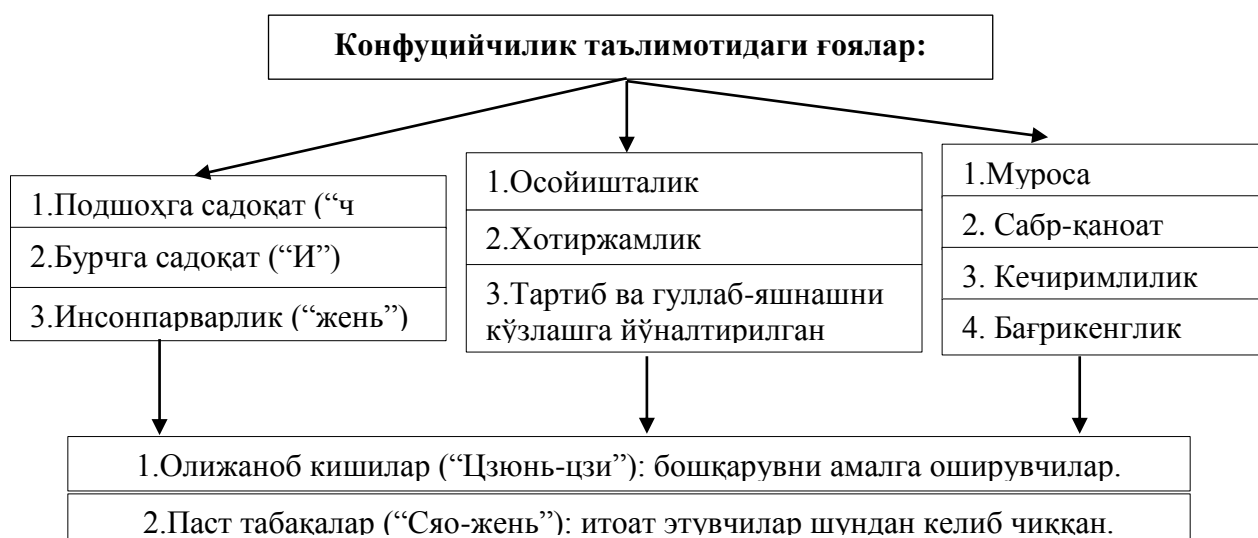 Конфуцийчилик таълимотидаги ғоялар:
1.Подшоҳга садоқат (“ч
2.Бурчга садоқат (“И”)
3.Инсонпарварлик (“жень”)
1.Осойишталик
2.Хотиржамлик
3.Тартиб ва гуллаб-яшнашни
кўзлашга йўналтирилган
1.Муроса
2. Сабр-қаноат
3. Кечиримлилик
4. Бағрикенглик
1.Олижаноб кишилар (“Цзюнь-цзи”): бошқарувни амалга оширувчилар.
2.Паст табақалар (“Сяо-жень”): итоат этувчилар шундан келиб чиққан.